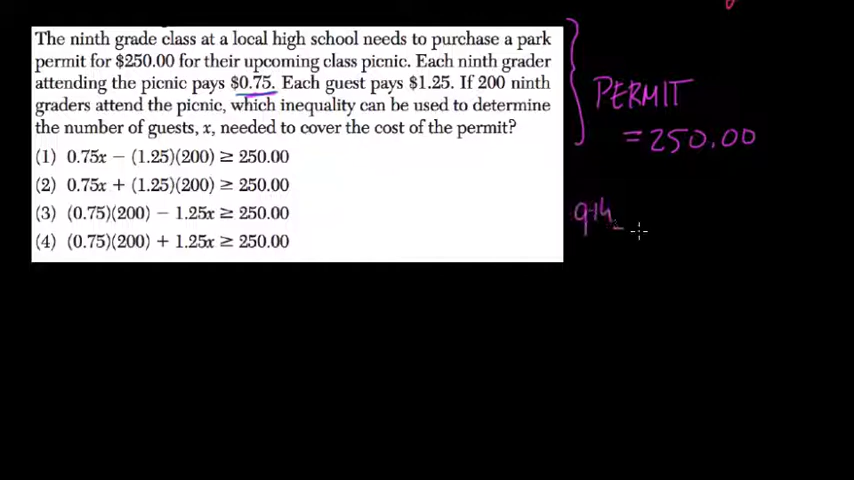 The ninth grade class at a local high school needs to purchase a park
permit for $250.00 for their upcoming class picnic. Each ninth grader
attending the picnic pays $0.75. Each guest pays $1.25. If 200 ninth
graders attend the picnic, which inequality can be used to determine
the number of guests, x, needed to cover the cost of the permit?
(1) 0.75x − (1.25)(200) ≥ 250.00
(2) 0.75x + (1.25)(200) ≥ 250.00
(3) (0.75)(200) − 1.25x ≥ 250.00
(4) (0.75)(200) + 1.25x ≥ 250.00
PERMIT
=250.00
9th